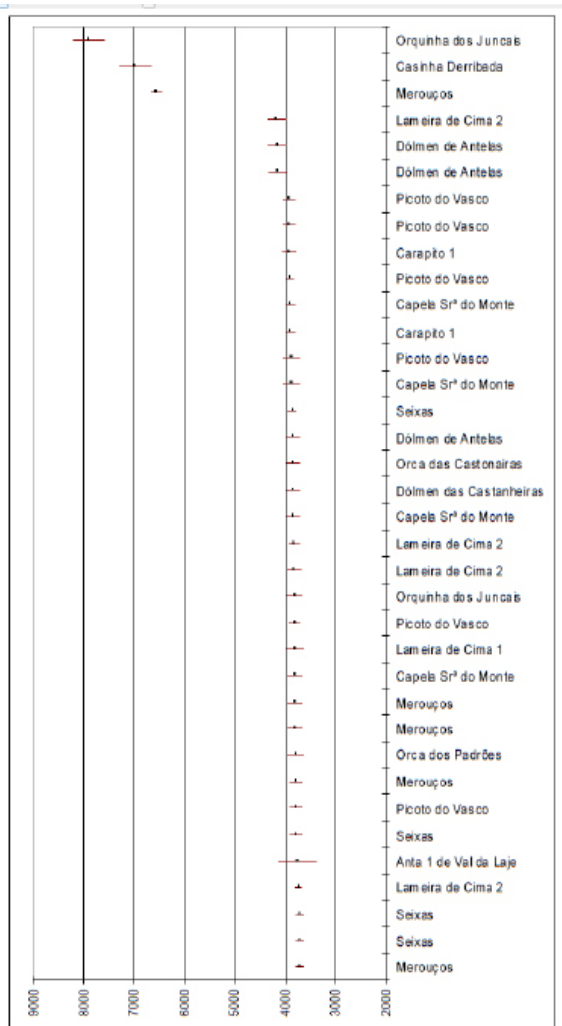 Orquinha dos Juncais
Casinha Derribada
Merouços
Lameira de Cima 2
Dólmen de Antelas
Dólmen de Antelas
Picoto do Vasco
Picoto do Vasco
Carapito 1
Picoto do Vasco
Capela Srª do Monte
Carapito 1
Picoto do Vasco
Capela Srª do Monte
Seixas
Dólmen de Antelas
Orca das Castonairas
Dólmen das Castanheiras
Capela Srª do Monte
Lameira de Cima 2
Lameira de Cima 2
Orquinha dos Juncais
Picoto do Vasco
Lameira de Cima 1
Capela Srª do Monte
Merouços
Merouços
Orca dos Padrões
Merouços
Picoto do Vasco
Seixas
Anta 1 de Val da Laje
Lameira de Cima 2
Seixas
Seixas
Merouços
9000
8000
7000
6000
5000
4000
3000
2000